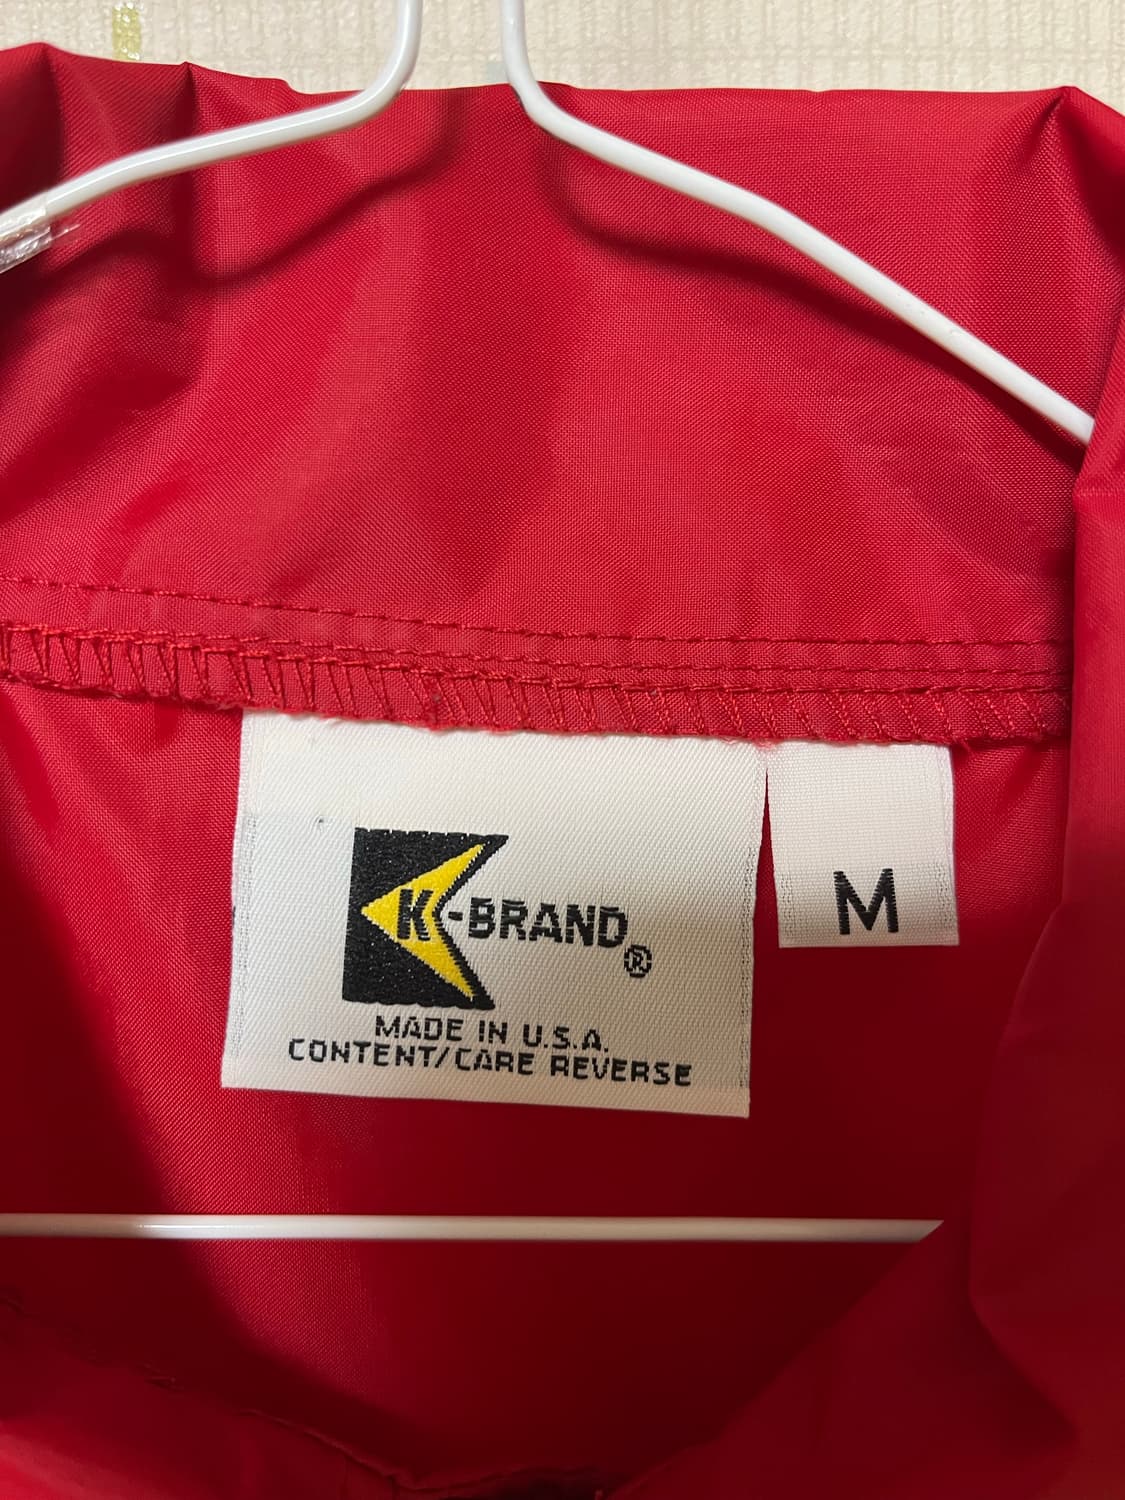 K-BRAND®
M
MADE IN U.S.A.
CONTENT/CARE REVERSE